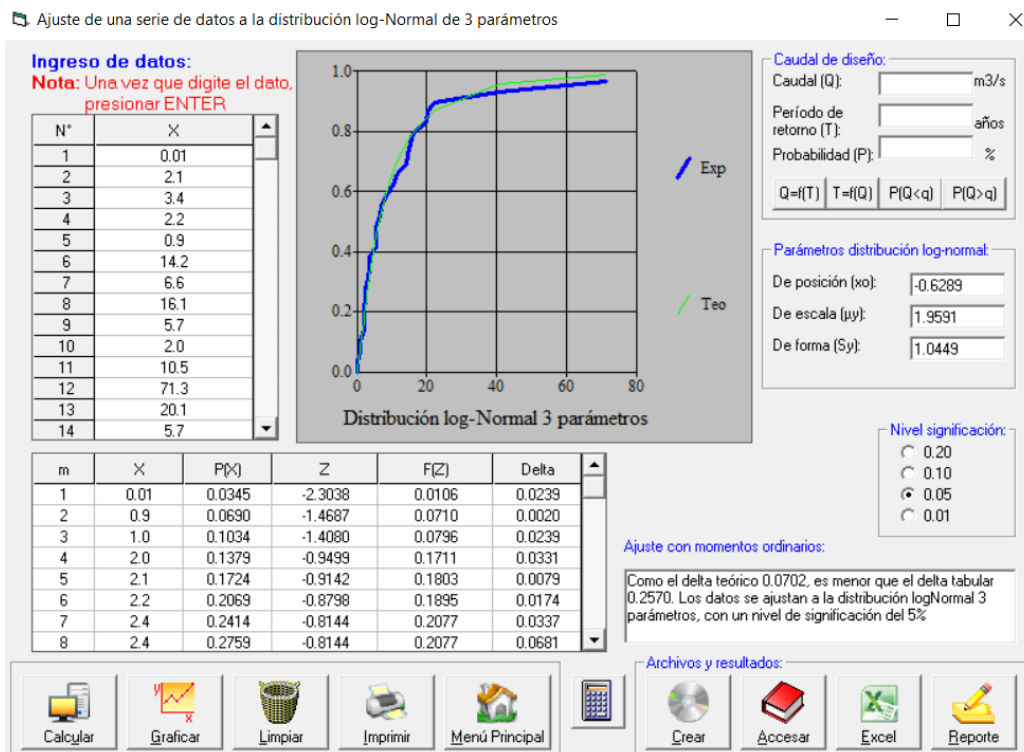 Ajuste de una serie de datos a la distribución log-Normal de 3 parámetros
Ingreso de datos:
Nota: Una vez que digite el dato,
presionar ENTER
N° X
1 0.01
2 2.1
3 3.4
4 2.2
5 0.9
6 14.2
7 6.6
8 16.1
9 5.7
10 2.0
11 10.5
12 71.3
13 20.1
14 5.7
1.0
0.8
0.6
0.4
0.2
0.0
0 20 40 60 80
Exp
Teo
Distribución log-Normal 3 parámetros
Caudal de diseño:
Caudal (Q): m3/s
Período de
retorno (T): años
Probabilidad (P): %
Q=f(T) T=f(Q) P(Q<q) P(Q>q)
Parámetros distribución log-normal:
De posición (xo): -0.6289
De escala (µy): 1.9591
De forma (Sy): 1.0449
Nivel significación:
0.20
0.10
0.05
0.01
m X P(X) Z F(Z) Delta
1 0.01 0.0345 -2.3038 0.0106 0.0239
2 0.9 0.0690 -1.4687 0.0710 0.0020
3 1.0 0.1034 -1.4080 0.0796 0.0239
4 2.0 0.1379 -0.9499 0.1711 0.0331
5 2.1 0.1724 -0.9142 0.1803 0.0079
6 2.2 0.2069 -0.8798 0.1895 0.0174
7 2.4 0.2414 -0.8144 0.2077 0.0337
8 2.4 0.2759 -0.8144 0.2077 0.0681
Ajuste con momentos ordinarios:
Como el delta teórico 0.0702, es menor que el delta tabular
0.2570. Los datos se ajustan a la distribución logNormal 3
parámetros, con un nivel de significación del 5%
Archivos y resultados:
y
x
Calcular Graficar Limpiar Imprimir Menú Principal Crear Accesar Excel Reporte